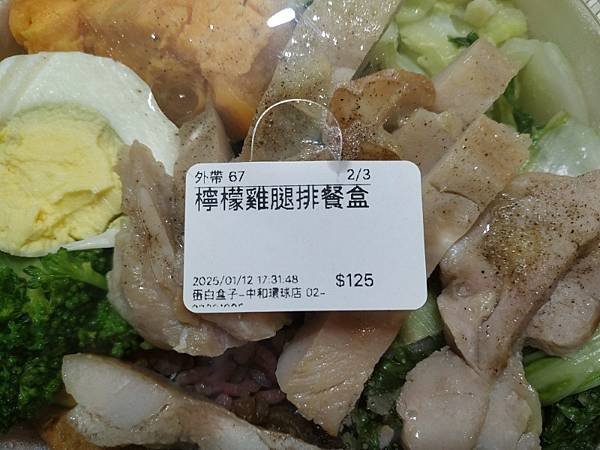 外帶 67 2/3
檸檬雞腿排餐盒
2025/01/12 17:31:48 $125
蛋白盒子-中和環球店 02-